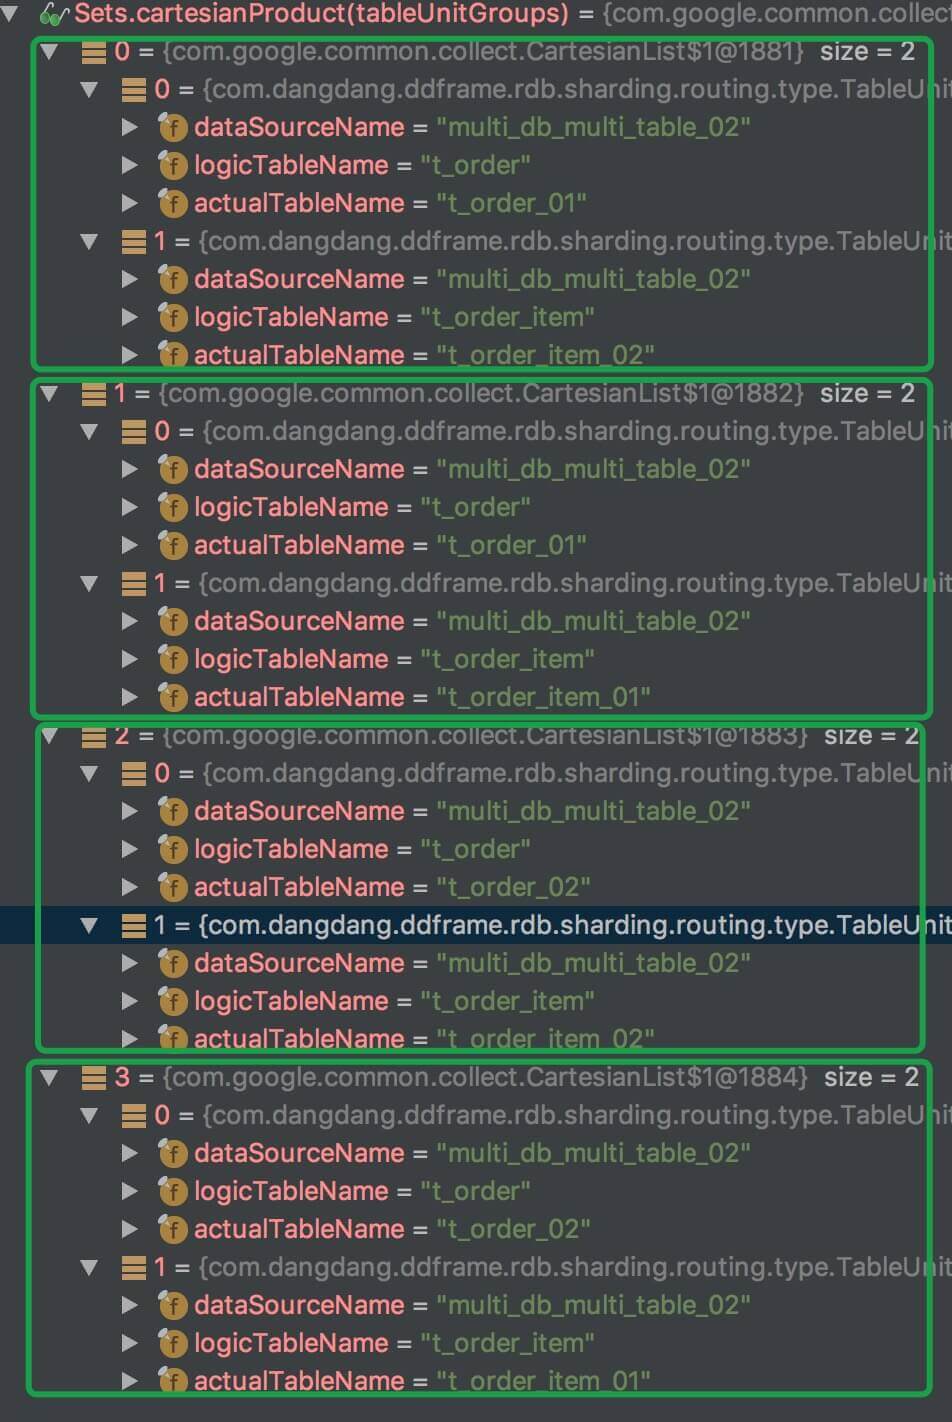 Sets.cartesianProduct(tableUnitGroups) = {com.google.common.collect
0 = {com.google.common.collect.CartesianList$1@1881} size = 2
0 = {com.dangdang.ddframe.rdb.sharding.routing.type.TableUnit
f dataSourceName = "multi_db_multi_table_02"
f logicTableName = "t_order"
f actualTableName = "t_order_01"
1 = {com.dangdang.ddframe.rdb.sharding.routing.type.TableUnit
f dataSourceName = "multi_db_multi_table_02"
f logicTableName = "t_order_item"
f actualTableName = "t_order_item_02"
1 = {com.google.common.collect.CartesianList$1@1882} size = 2
0 = {com.dangdang.ddframe.rdb.sharding.routing.type.TableUnit
f dataSourceName = "multi_db_multi_table_02"
f logicTableName = "t_order"
f actualTableName = "t_order_01"
1 = {com.dangdang.ddframe.rdb.sharding.routing.type.TableUnit
f dataSourceName = "multi_db_multi_table_02"
f logicTableName = "t_order_item"
f actualTableName = "t_order_item_01"
2 = {com.google.common.collect.CartesianList$1@1883} size = 2
0 = {com.dangdang.ddframe.rdb.sharding.routing.type.TableUnit
f dataSourceName = "multi_db_multi_table_02"
f logicTableName = "t_order"
f actualTableName = "t_order_02"
1 = {com.dangdang.ddframe.rdb.sharding.routing.type.TableUnit
f dataSourceName = "multi_db_multi_table_02"
f logicTableName = "t_order_item"
f actualTableName = "t_order_item_02"
3 = {com.google.common.collect.CartesianList$1@1884} size = 2
0 = {com.dangdang.ddframe.rdb.sharding.routing.type.TableUnit
f dataSourceName = "multi_db_multi_table_02"
f logicTableName = "t_order"
f actualTableName = "t_order_02"
1 = {com.dangdang.ddframe.rdb.sharding.routing.type.TableUnit
f dataSourceName = "multi_db_multi_table_02"
f logicTableName = "t_order_item"
f actualTableName = "t_order_item_01"